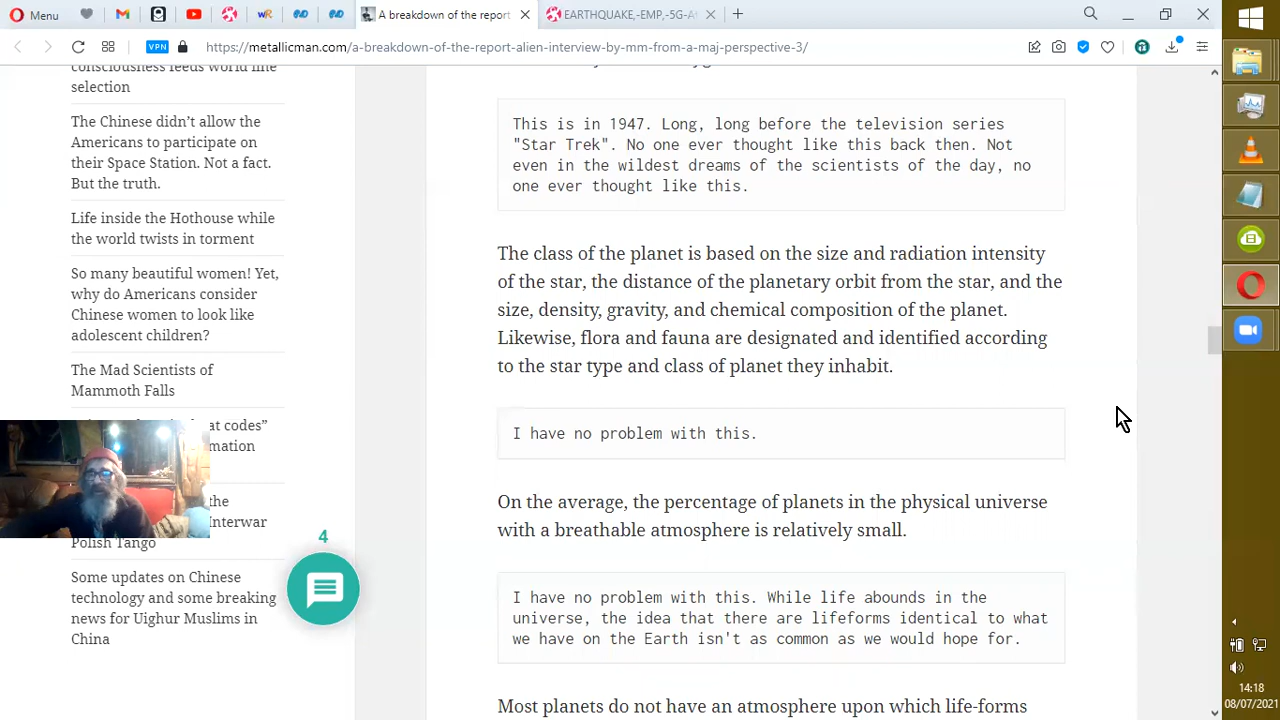 Menu
A breakdown of the report
EARTHQUAKE,-EMP,-5G-A
VPN
https://metallicman.com/a-breakdown-of-the-report-alien-interview-by-mm-from-a-maj-perspective-3/
consciousness feeds world line
selection
The Chinese didn’t allow the
Americans to participate on
their Space Station. Not a fact.
But the truth.
Life inside the Hothouse while
the world twists in torment
So many beautiful women! Yet,
why do Americans consider
Chinese women to look like
adolescent children?
The Mad Scientists of
Mammoth Falls
at codes”
mation
the
Interwar
Polish Tango
Some updates on Chinese
technology and some breaking
news for Uighur Muslims in
China
4
This is in 1947. Long, long before the television series
"Star Trek". No one ever thought like this back then. Not
even in the wildest dreams of the scientists of the day, no
one ever thought like this.
The class of the planet is based on the size and radiation intensity
of the star, the distance of the planetary orbit from the star, and the
size, density, gravity, and chemical composition of the planet.
Likewise, flora and fauna are designated and identified according
to the star type and class of planet they inhabit.
I have no problem with this.
On the average, the percentage of planets in the physical universe
with a breathable atmosphere is relatively small.
I have no problem with this. While life abounds in the
universe, the idea that there are lifeforms identical to what
we have on the Earth isn't as common as we would hope for.
Most planets do not have an atmosphere upon which life-forms
14:18
08/07/2021